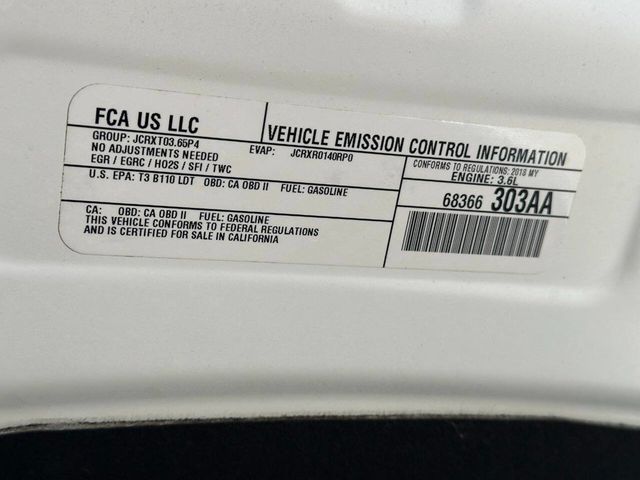 FCA US LLC
VEHICLE EMISSION CONTROL INFORMATION
GROUP: JCRXT03.65P4 EVAP: JCRXR0140RP0
NO ADJUSTMENTS NEEDED
EGR / EGRC / HO2S / SFI / TWC
CONFORMS TO REGULATIONS: 2018 MY
ENGINE: 3.6L
U.S. EPA: T3 B110 LDT OBD: CA OBD II FUEL: GASOLINE
68366 303AA
CA: OBD: CA OBD II FUEL: GASOLINE
THIS VEHICLE CONFORMS TO FEDERAL REGULATIONS
AND IS CERTIFIED FOR SALE IN CALIFORNIA